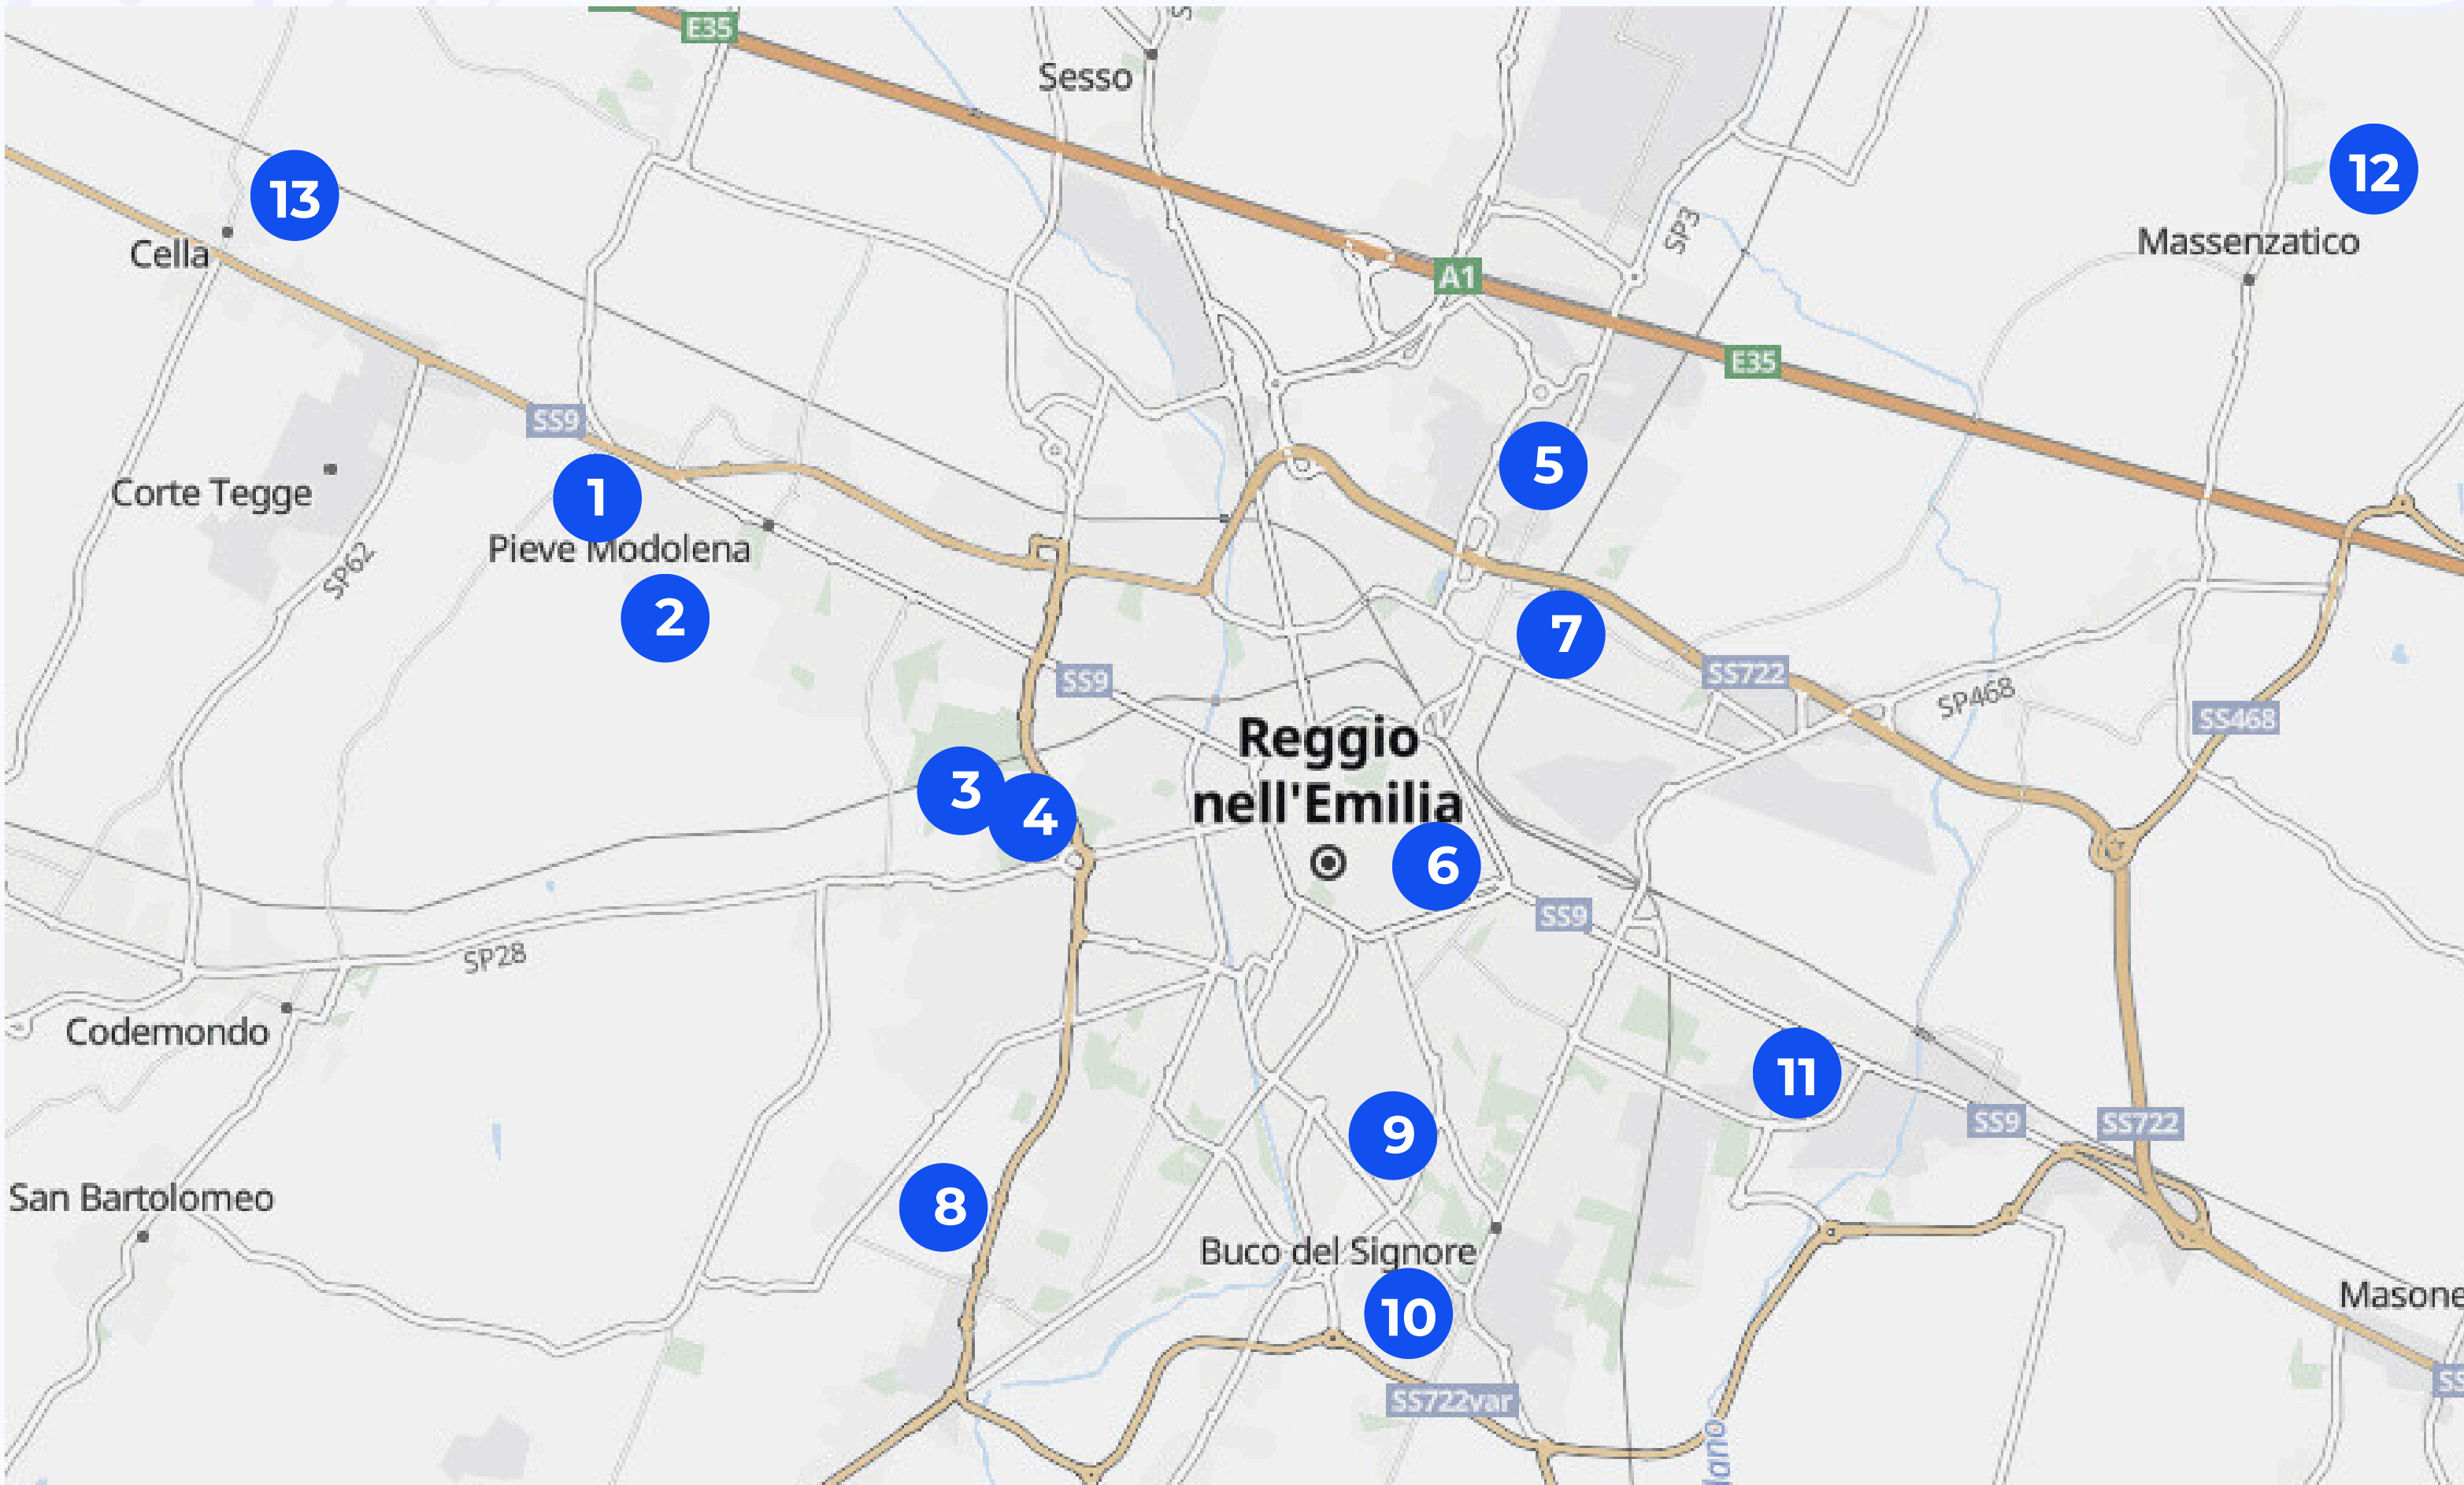 E35
Sesso
12
13
SP3
Massenzatico
Cella
A1
E35
SS9
5
Corte Tegge
1
Pieve Modolena
SP62
2
7
SS9
SS722
SP468
SS468
Reggio
nell'Emilia
3
4
6
SS9
SP28
Codemondo
11
SS9
SS722
9
San Bartolomeo
8
Buco del Signore
10
Masone
SS722var
SS
lano